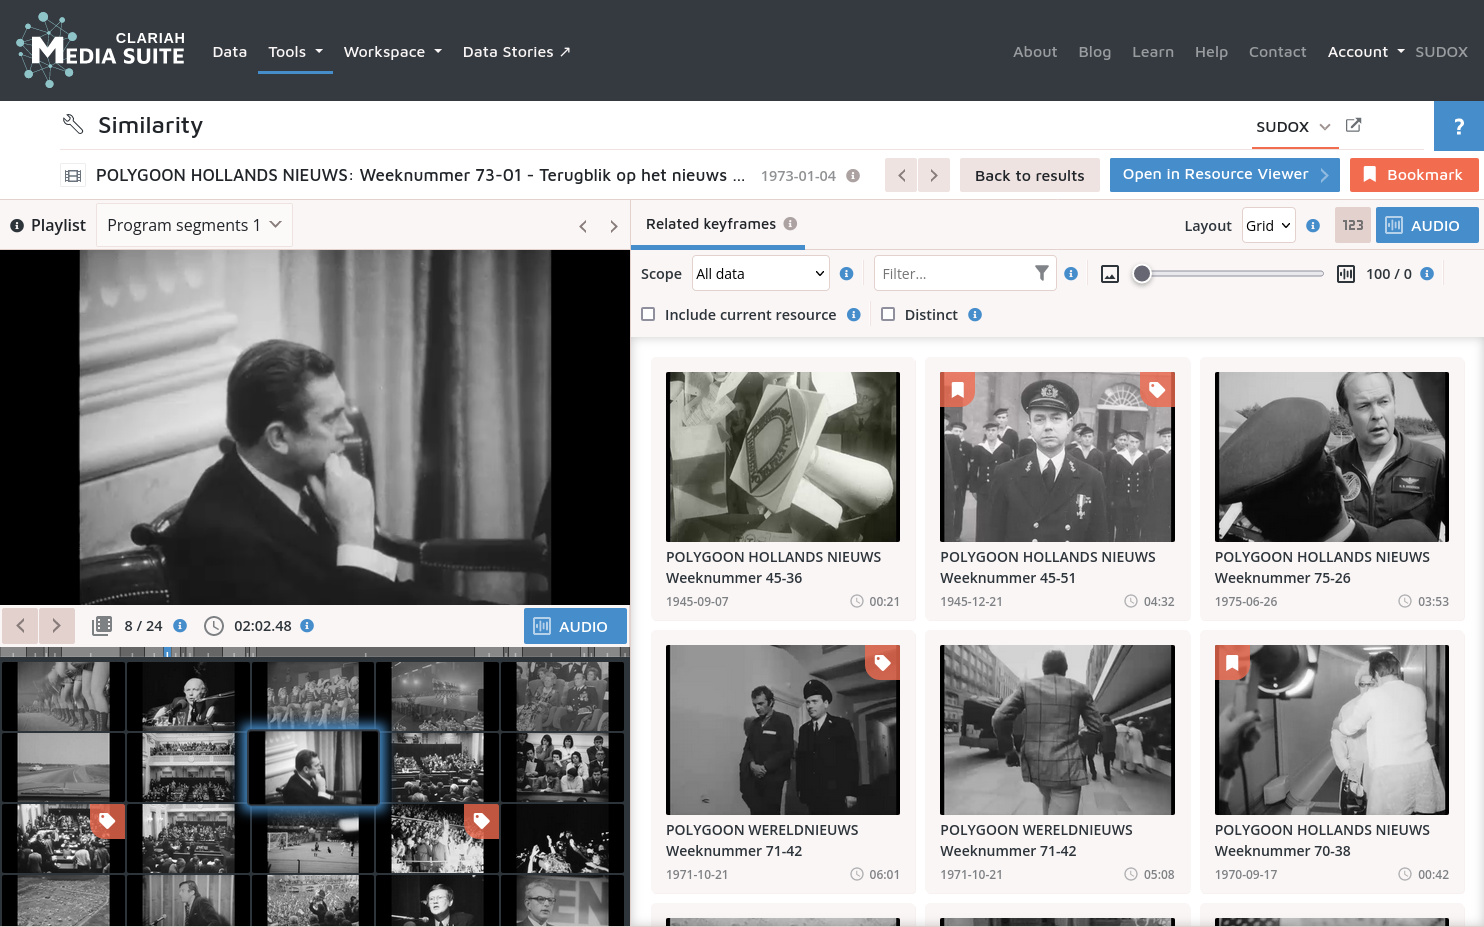 CLARIAH
MEDIA SUITE
Data
Tools
Workspace
Data Stories ↗
About
Blog
Learn
Help
Contact
Account
SUDOX
Similarity
SUDOX
?
POLYGOON HOLLANDS NIEUWS: Weeknummer 73-01 - Terugblik op het nieuws ...
1973-01-04
Back to results
Open in Resource Viewer
Bookmark
Playlist
Program segments 1
Related keyframes
Layout
Grid
123
AUDIO
Scope
All data
Filter...
100 / 0
Include current resource
Distinct
8 / 24
02:02.48
AUDIO
POLYGOON HOLLANDS NIEUWS
Weeknummer 45-36
1945-09-07
00:21
POLYGOON HOLLANDS NIEUWS
Weeknummer 45-51
1945-12-21
04:32
POLYGOON HOLLANDS NIEUWS
Weeknummer 75-26
1975-06-26
03:53
POLYGOON WERELDNIEUWS
Weeknummer 71-42
1971-10-21
06:01
POLYGOON WERELDNIEUWS
Weeknummer 71-42
1971-10-21
05:08
POLYGOON HOLLANDS NIEUWS
Weeknummer 70-38
1970-09-17
00:42